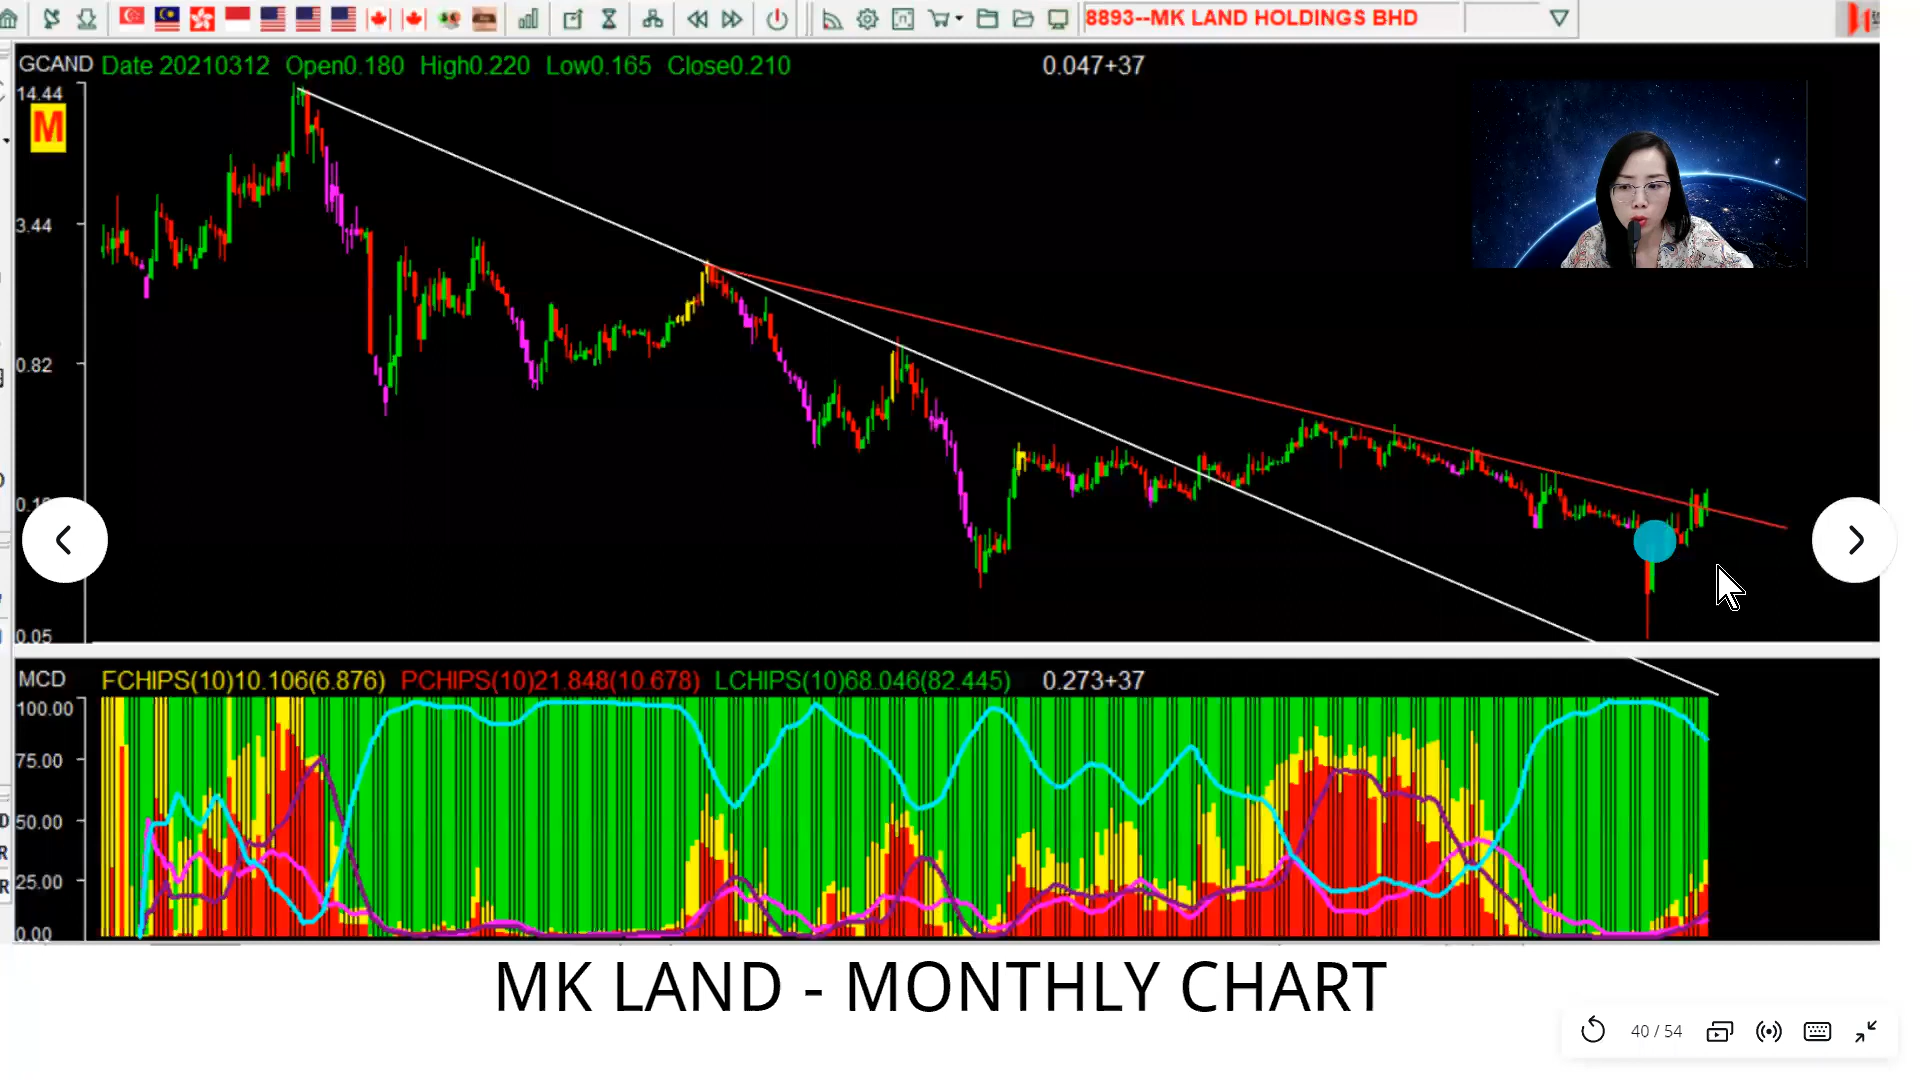 8893--MK LAND HOLDINGS BHD
GCAND Date 20210312 Open0.180 High0.220 Low0.165 Close0.210 0.047+37
14.44
M
3.44
0.82
0.05
MCD FCHIPS(10)10.106(6.876) PCHIPS(10)21.848(10.678) LCHIPS(10)68.046(82.445) 0.273+37
100.00
75.00
50.00
25.00
0.00
MK LAND - MONTHLY CHART
40 / 54